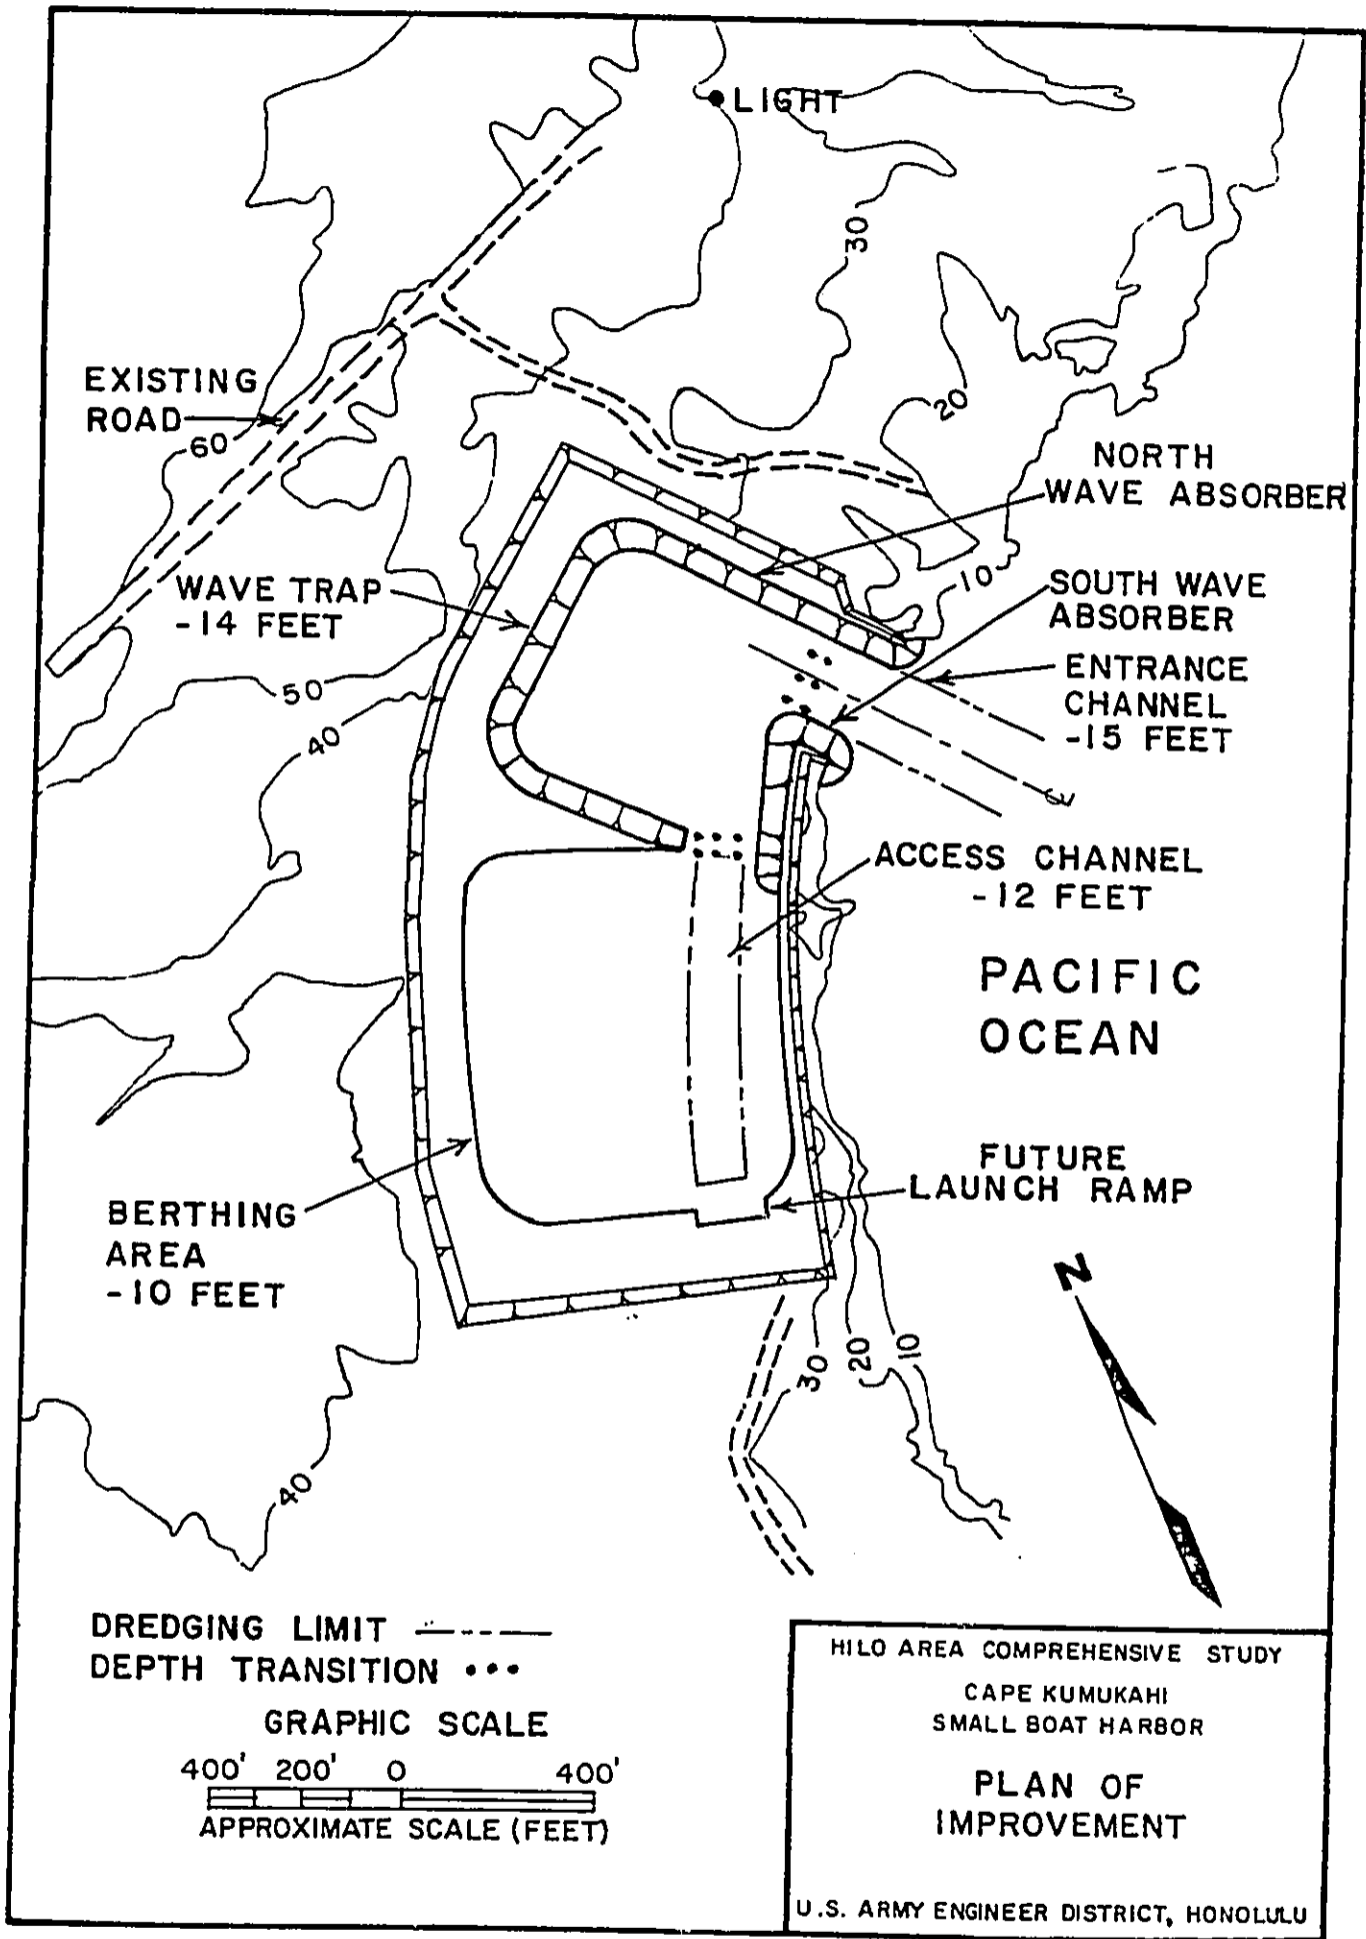 LIGHT
30
EXISTING
ROAD
60
20
NORTH
WAVE ABSORBER
10
WAVE TRAP
-14 FEET
SOUTH WAVE
ABSORBER
ENTRANCE
CHANNEL
-15 FEET
50
40
ACCESS CHANNEL
-12 FEET
PACIFIC
OCEAN
FUTURE
LAUNCH RAMP
BERTHING
AREA
-10 FEET
N
30
20
10
40
DREDGING LIMIT
DEPTH TRANSITION
GRAPHIC SCALE
400' 200' 0 400'
APPROXIMATE SCALE (FEET)
HILO AREA COMPREHENSIVE STUDY
CAPE KUMUKAHI
SMALL BOAT HARBOR
PLAN OF
IMPROVEMENT
U.S. ARMY ENGINEER DISTRICT, HONOLULU